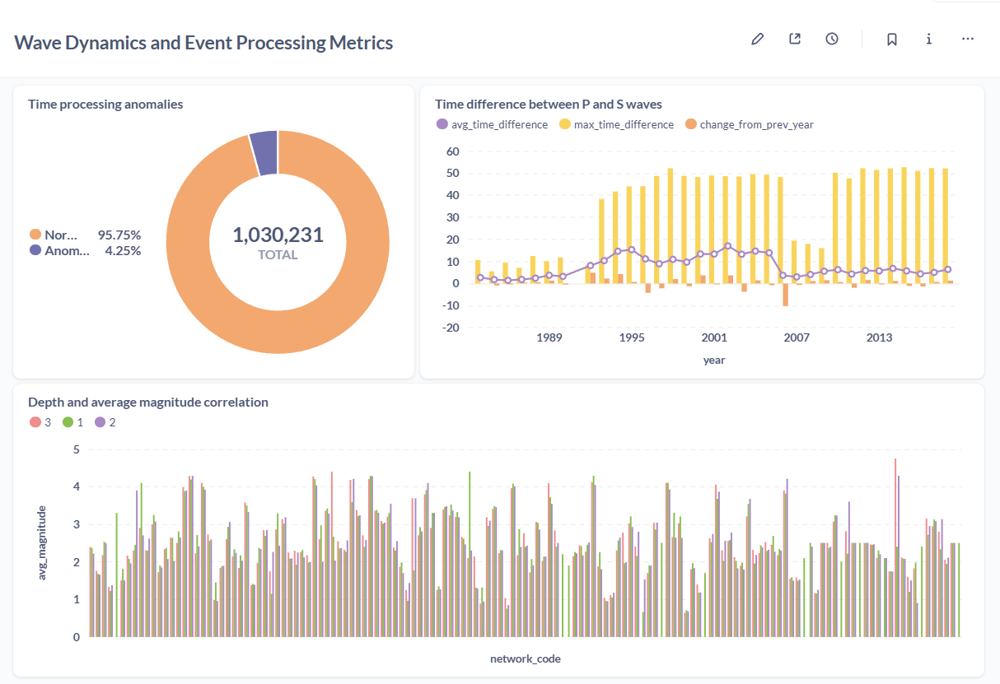 Wave Dynamics and Event Processing Metrics
Time processing anomalies
Nor... 95.75%
Anom... 4.25%
1,030,231
TOTAL
Time difference between P and S waves
avg_time_difference max_time_difference change_from_prev_year
60
50
40
30
20
10
0
-10
-20
1989 1995 2001 2007 2013
year
Depth and average magnitude correlation
3 1 2
avg_magnitude
5
4
3
2
1
0
network_code